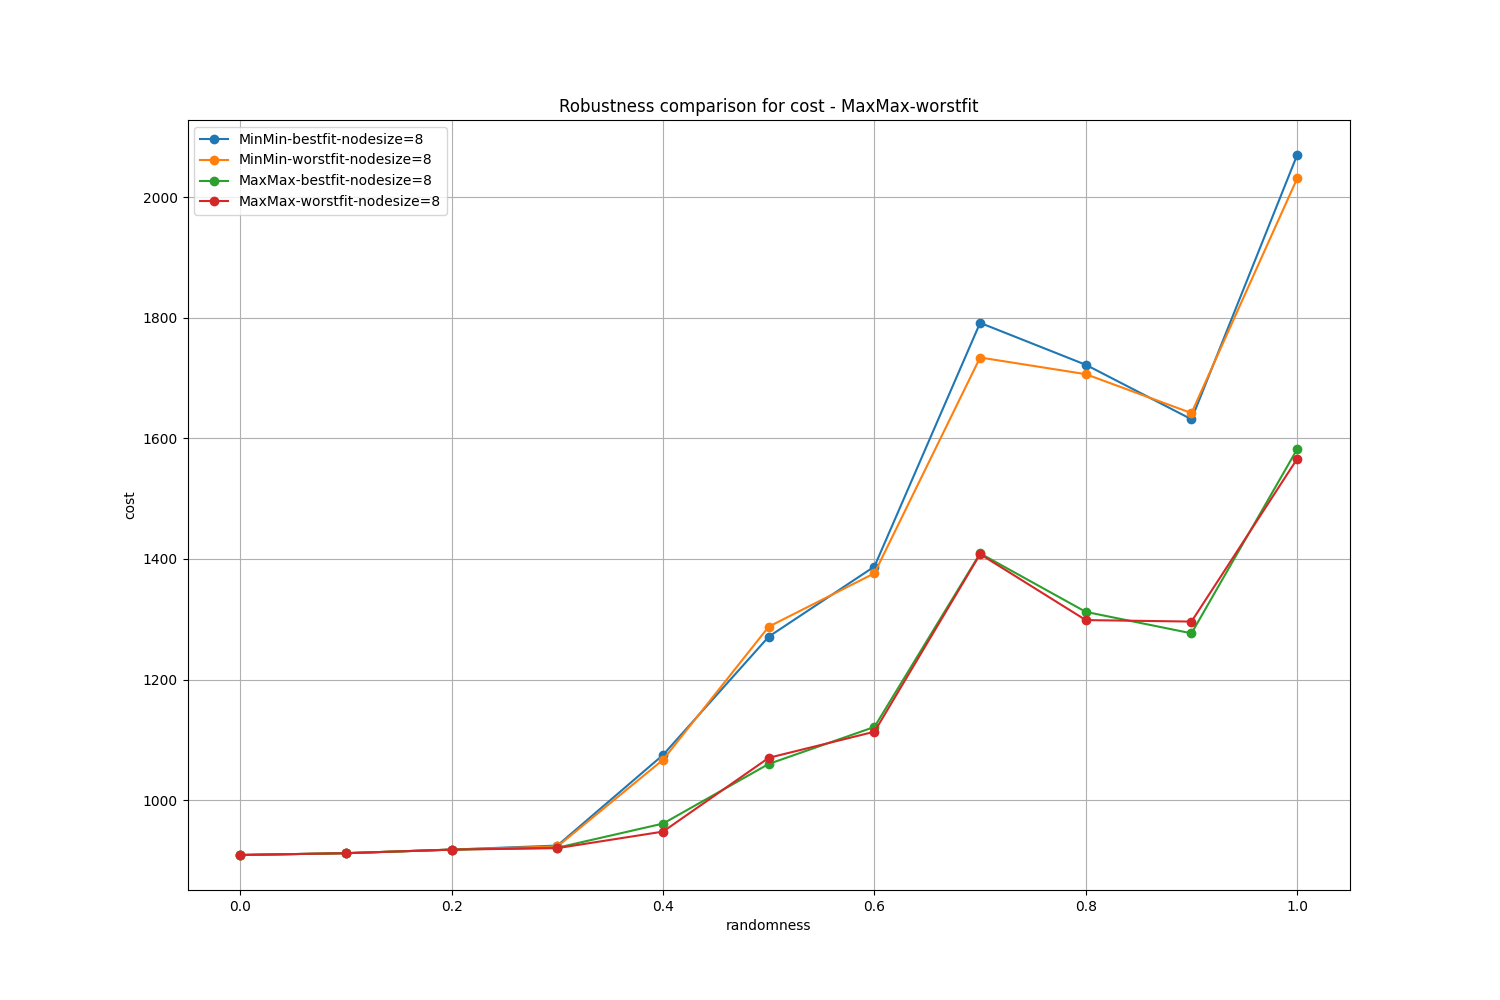 Robustness comparison for cost - MaxMax-worstfit
MinMin-bestfit-nodesize=8
MinMin-worstfit-nodesize=8
MaxMax-bestfit-nodesize=8
MaxMax-worstfit-nodesize=8
2000
1800
1600
1400
1200
1000
cost
0.0 0.2 0.4 0.6 0.8 1.0
randomness